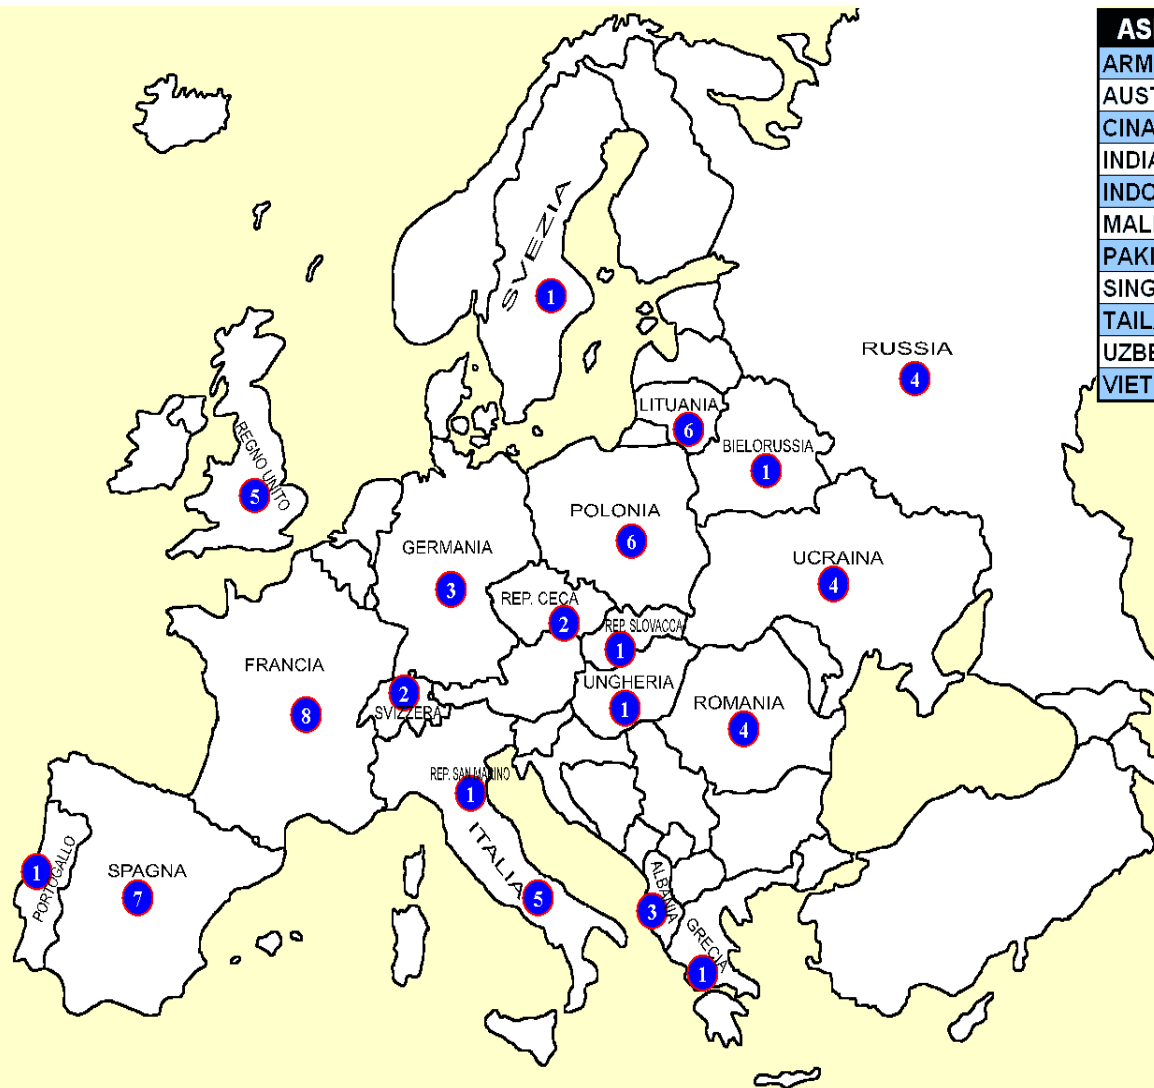 AS
ARM
AUST
CINA
INDIA
INDO
MAL
PAKI
SING
TAIL
UZBE
VIET
SVEZIA
1
RUSSIA
4
LITUANIA
6
BIELORUSSIA
1
REGNO UNITO
5
POLONIA
6
GERMANIA
3
UCRAINA
4
REP. CECA
2
REP. SLOVACCA
1
FRANCIA
8
2
SVIZZERA
UNGHERIA
1
ROMANIA
4
REP. SAN MARINO
1
ITALIA
5
PORTOGALLO
1
SPAGNA
7
ALBANIA
3
GRECIA
1